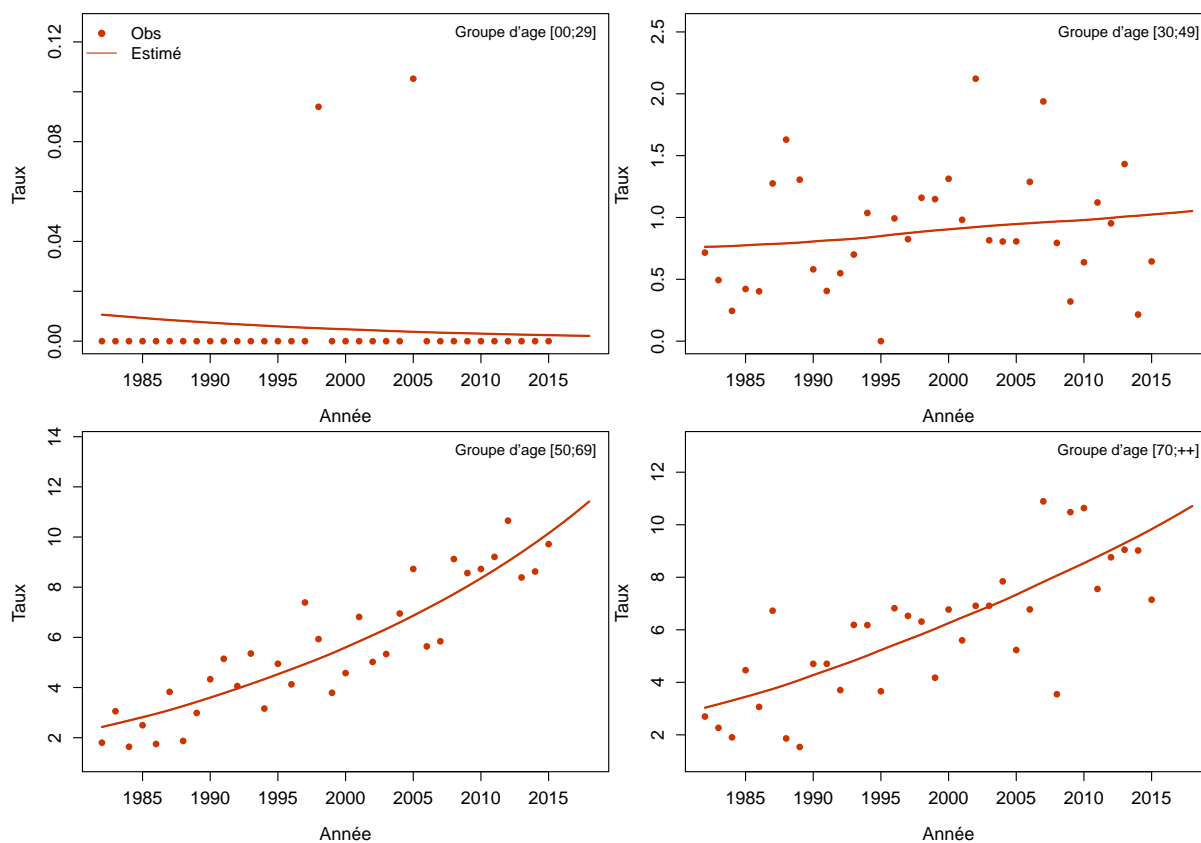 Obs
Estimé
Groupe d'age [00;29]
Taux
0.00
0.04
0.08
0.12
1985 1990 1995 2000 2005 2010 2015
Année
Groupe d'age [30;49]
Taux
0.0
0.5
1.0
1.5
2.0
2.5
1985 1990 1995 2000 2005 2010 2015
Année
Groupe d'age [50;69]
Taux
2
4
6
8
10
12
14
1985 1990 1995 2000 2005 2010 2015
Année
Groupe d'age [70;++]
Taux
2
4
6
8
10
12
1985 1990 1995 2000 2005 2010 2015
Année